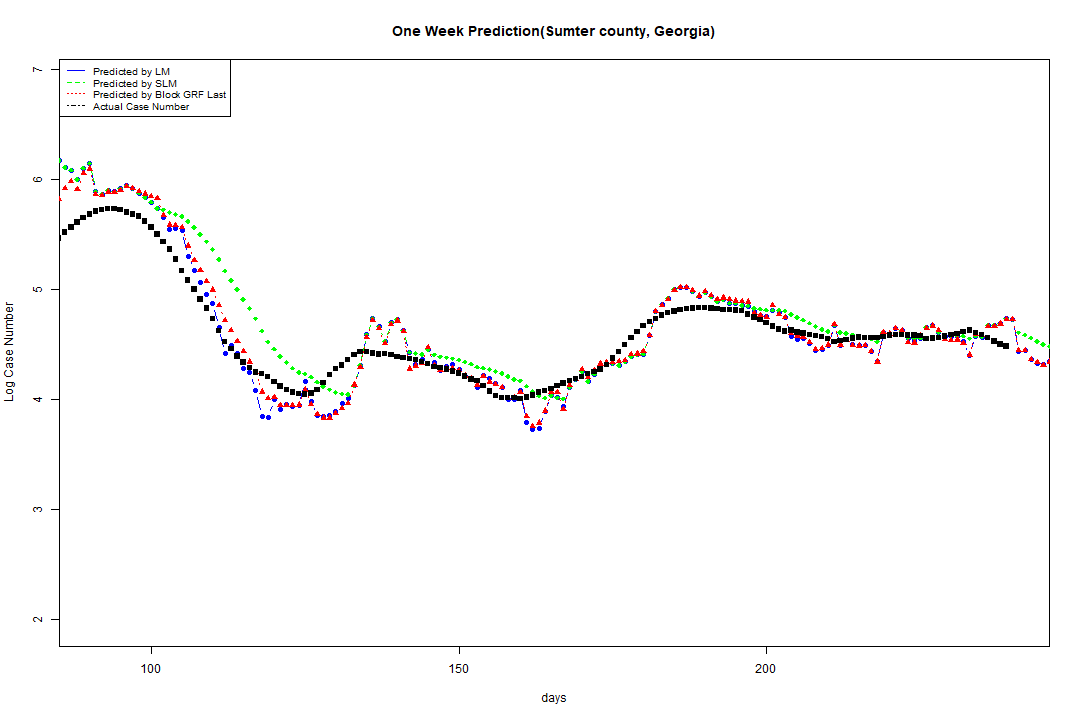 One Week Prediction(Sumter county, Georgia)
Predicted by LM
Predicted by SLM
Predicted by Block GRF Last
Actual Case Number
7
6
5
4
3
2
Log Case Number
100
150
200
days